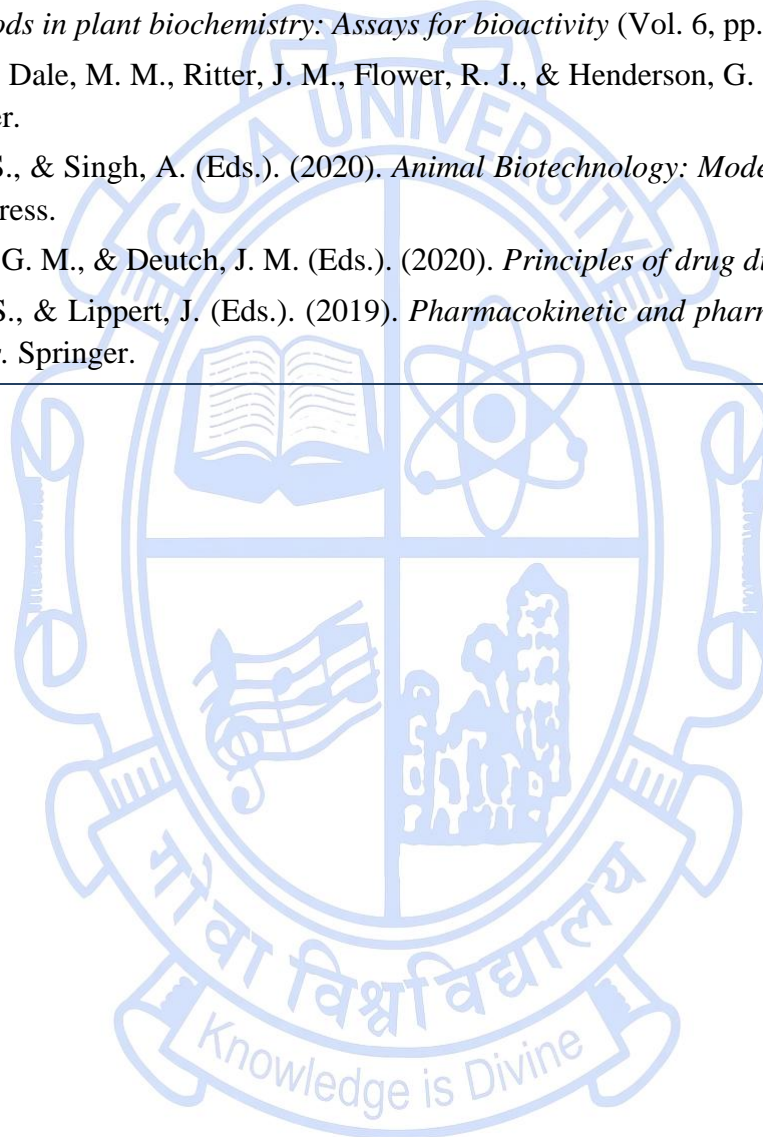 ods in plant biochemistry: Assays for bioactivity (Vol. 6, pp.
Dale, M. M., Ritter, J. M., Flower, R. J., & Henderson, G.
er.
S., & Singh, A. (Eds.). (2020). Animal Biotechnology: Mode
ress.
G. M., & Deutch, J. M. (Eds.). (2020). Principles of drug di
S., & Lippert, J. (Eds.). (2019). Pharmacokinetic and pharm
r. Springer.
GOA UNIVERSITY
गोंवा विश्वविद्यालय
Knowledge is Divine